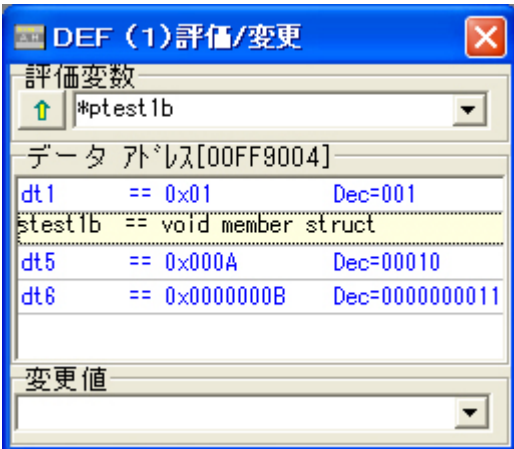 DEF (1)評価/変更
評価変数
*ptest1b
データ ｱﾄﾞﾚｽ[00FF9004]
dt1 == 0x01 Dec=001
stest1b == void member struct
dt5 == 0x000A Dec=00010
dt6 == 0x0000000B Dec=0000000011
変更値